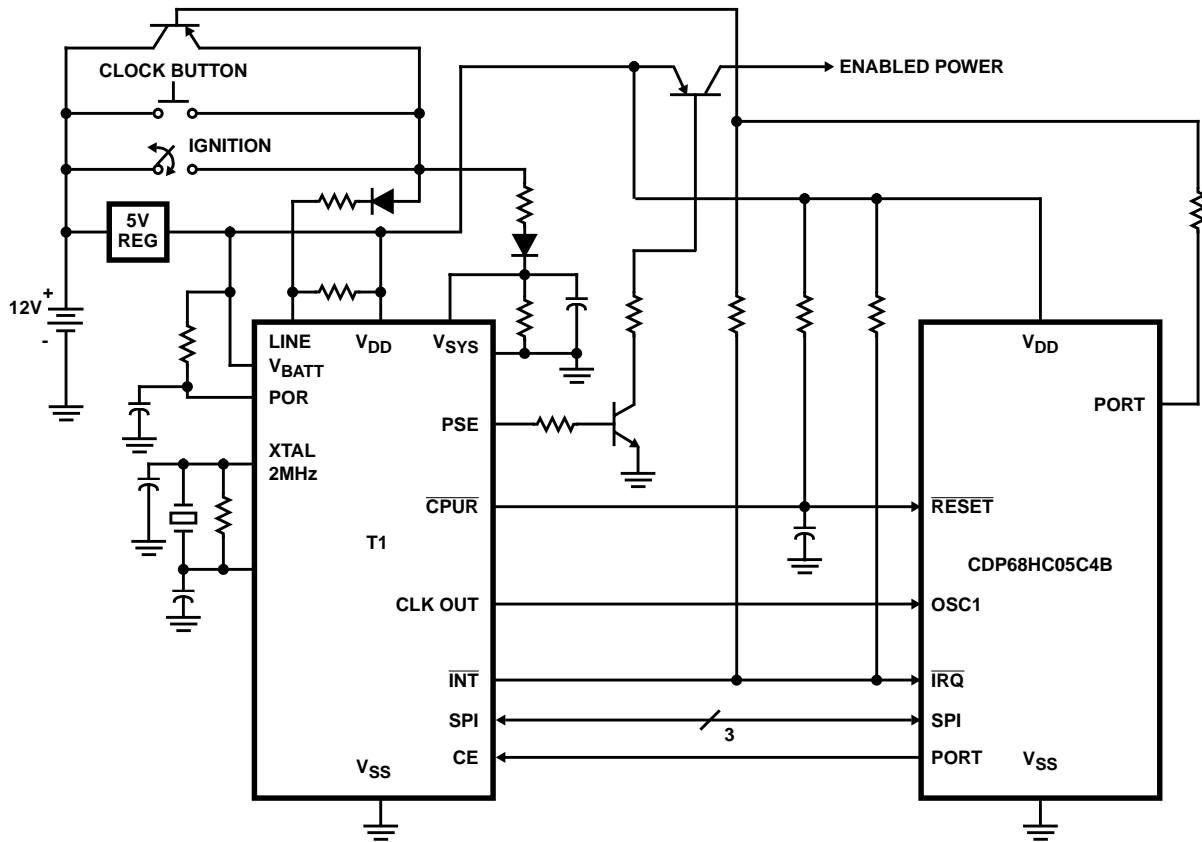 CLOCK BUTTON
ENABLED POWER
IGNITION
5V
REG
12V
+
-
LINE
VDD
VSYS
VBATT
POR
PSE
XTAL
2MHz
CPUR
T1
CLK OUT
INT
SPI
CE
VSS
3
VDD
PORT
RESET
CDP68HC05C4B
OSC1
IRQ
SPI
PORT
VSS